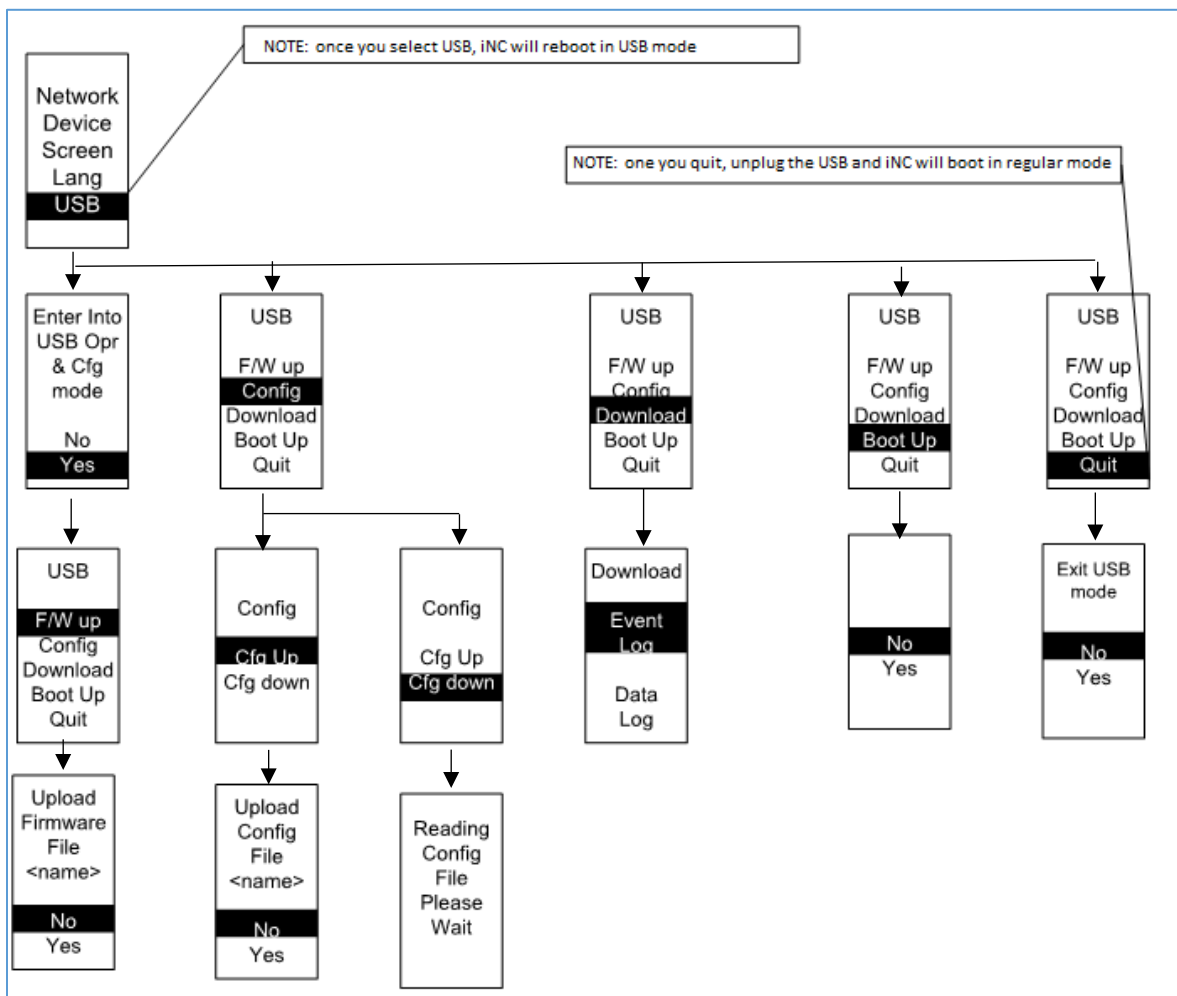 NOTE: once you select USB, iNC will reboot in USB mode
Network
Device
Screen
Lang
USB
NOTE: one you quit, unplug the USB and iNC will boot in regular mode
Enter Into
USB Opr
& Cfg
mode
No
Yes
USB
F/W up
Config
Download
Boot Up
Quit
USB
F/W up
Config
Download
Boot Up
Quit
USB
F/W up
Config
Download
Boot Up
Quit
USB
F/W up
Config
Download
Boot Up
Quit
USB
F/W up
Config
Download
Boot Up
Quit
Config
Cfg Up
Cfg down
Config
Cfg Up
Cfg down
Download
Event
Log
Data
Log
No
Yes
Exit USB
mode
No
Yes
Upload
Firmware
File
<name>
No
Yes
Upload
Config
File
<name>
No
Yes
Reading
Config
File
Please
Wait